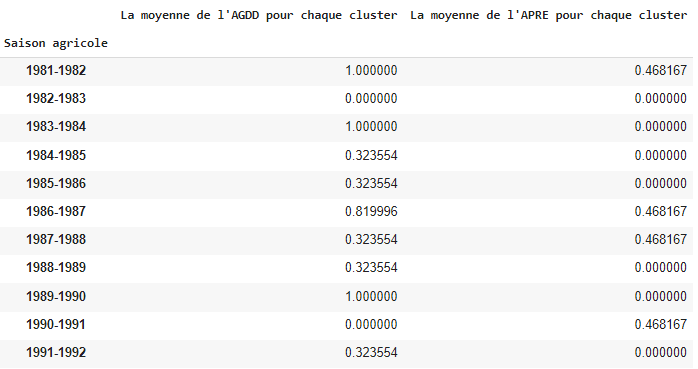 La moyenne de l'AGDD pour chaque cluster La moyenne de l'APRE pour chaque cluster
Saison agricole
1981-1982 1.000000 0.468167
1982-1983 0.000000 0.000000
1983-1984 1.000000 0.000000
1984-1985 0.323554 0.000000
1985-1986 0.323554 0.000000
1986-1987 0.819996 0.468167
1987-1988 0.323554 0.468167
1988-1989 0.323554 0.000000
1989-1990 1.000000 0.000000
1990-1991 0.000000 0.468167
1991-1992 0.323554 0.000000